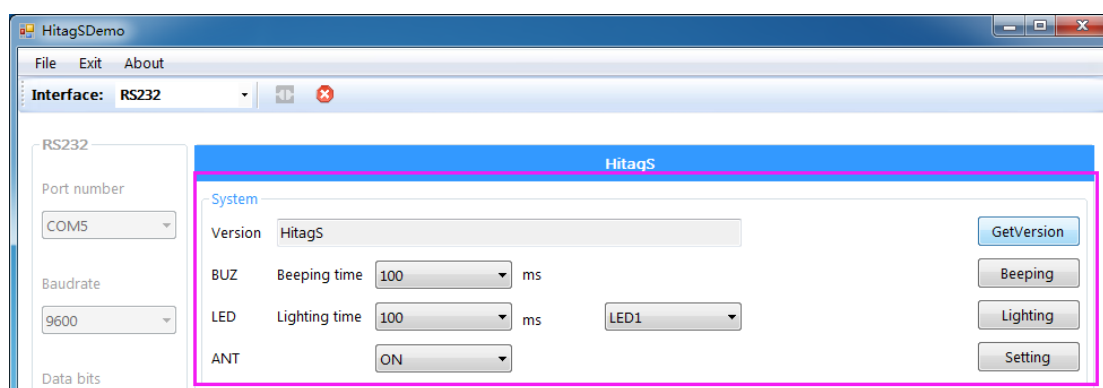 HitagSDemo
File Exit About
Interface: RS232
RS232
HitagS
Port number
System
COM5
Version HitagS GetVersion
BUZ Beeping time 100 ms Beeping
Baudrate
9600
LED Lighting time 100 ms LED1 Lighting
ANT ON Setting
Data bits